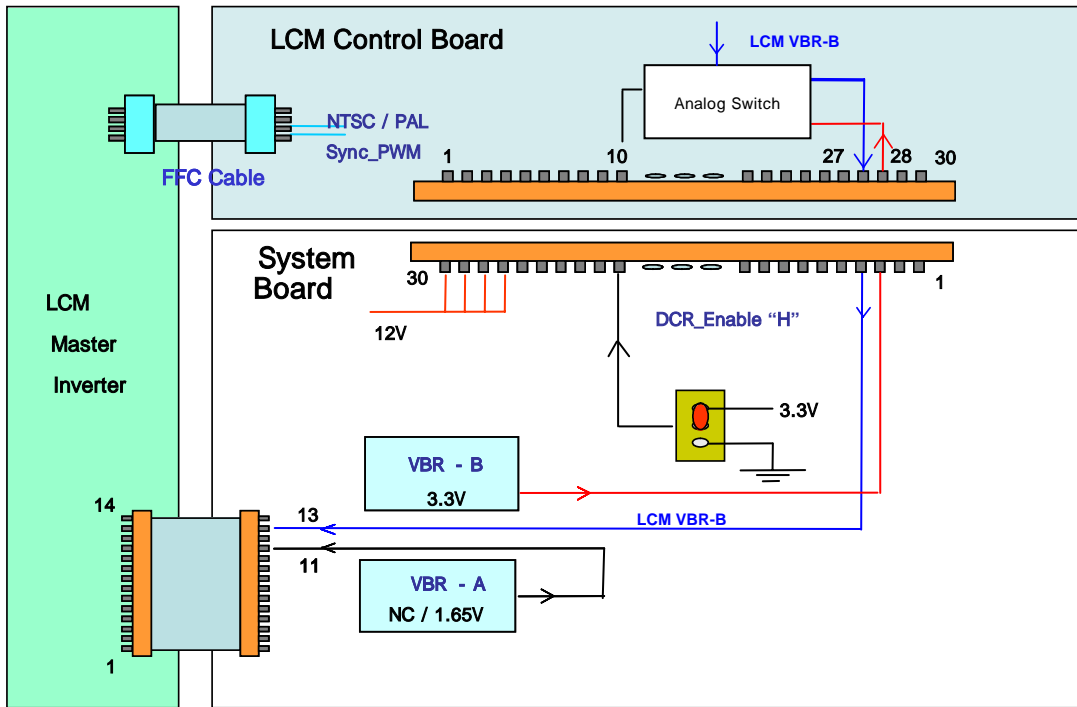 LCM Control Board
LCM VBR-B
Analog Switch
NTSC / PAL
Sync_PWM
FFC Cable
1
10
27
28
30
System
Board
30
1
12V
DCR_Enable “H”
3.3V
LCM
Master
Inverter
VBR - B
3.3V
14
13
LCM VBR-B
11
VBR - A
NC / 1.65V
1